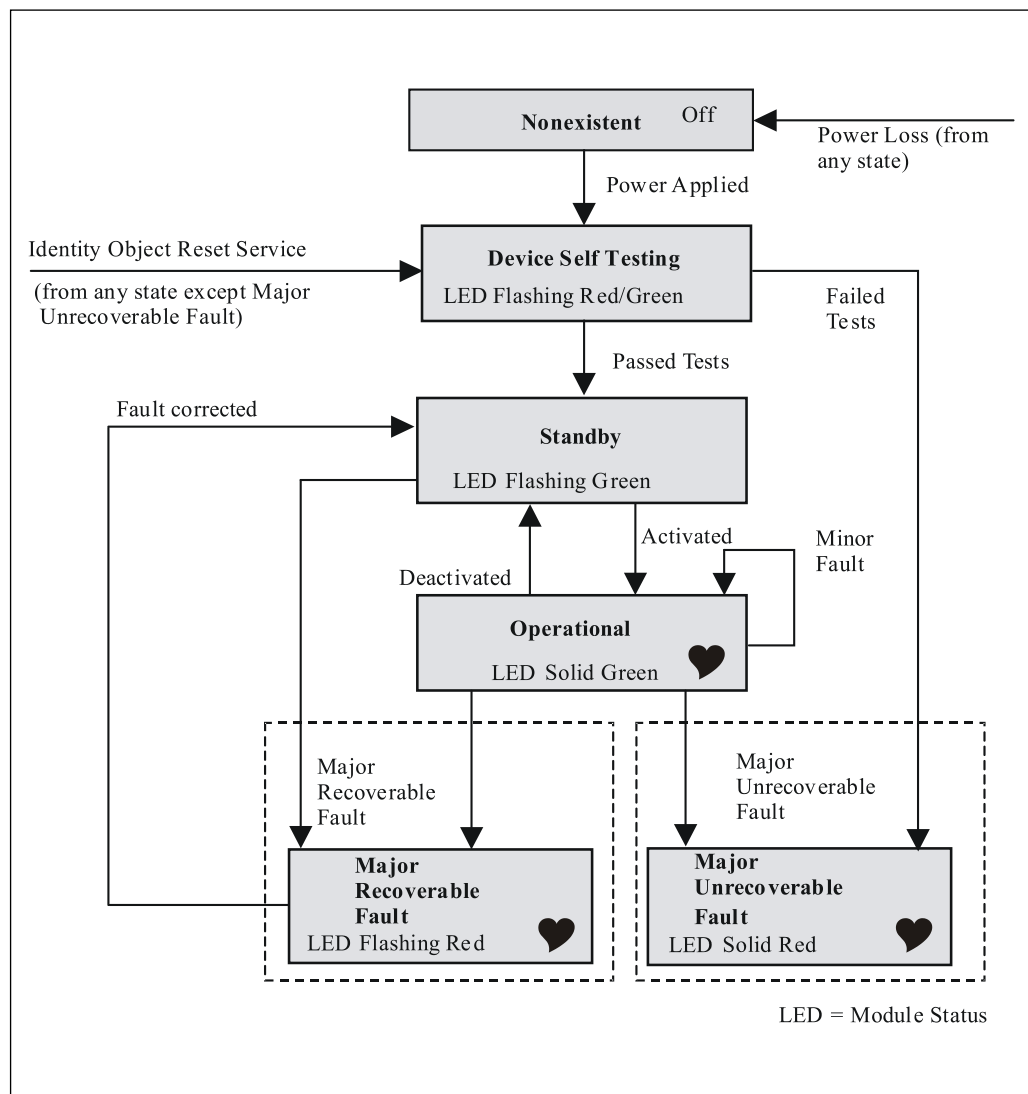 Nonexistent Off
Power Loss (from
any state)
Power Applied
Identity Object Reset Service
(from any state except Major
Unrecoverable Fault)
Device Self Testing
LED Flashing Red/Green
Failed
Tests
Passed Tests
Fault corrected
Standby
LED Flashing Green
Activated
Minor
Fault
Deactivated
Operational
LED Solid Green
Major
Recoverable
Fault
Major
Unrecoverable
Fault
Major
Recoverable
Fault
LED Flashing Red
Major
Unrecoverable
Fault
LED Solid Red
LED = Module Status